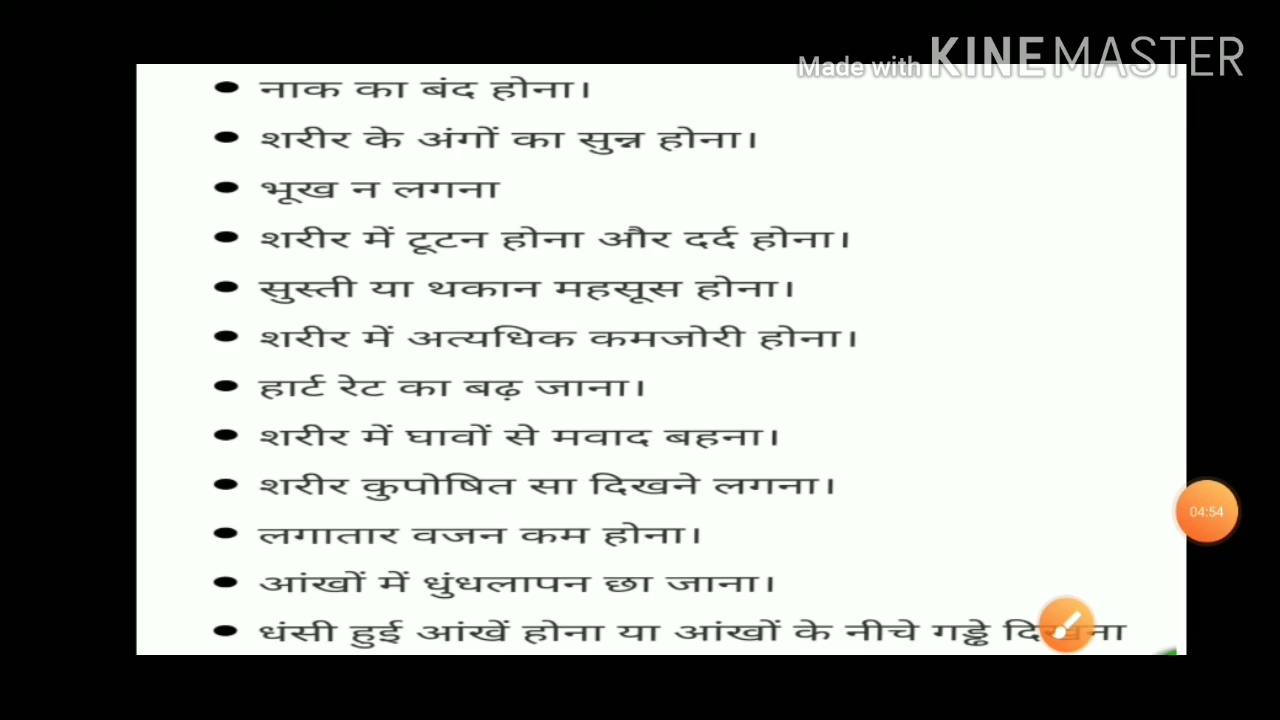 Made with KINEMASTER
• नाक का बंद होना।
• शरीर के अंगों का सुन्न होना।
• भूख न लगना
• शरीर में टूटन होना और दर्द होना।
• सुस्ती या थकान महसूस होना।
• शरीर में अत्यधिक कमजोरी होना।
• हार्ट रेट का बढ़ जाना।
• शरीर में घावों से मवाद बहना।
• शरीर कुपोषित सा दिखने लगना।
• लगातार वजन कम होना।
04:54
• आंखों में धुंधलापन छा जाना।
• धंसी हुई आंखें होना या आंखों के नीचे गड्ढे दिखना